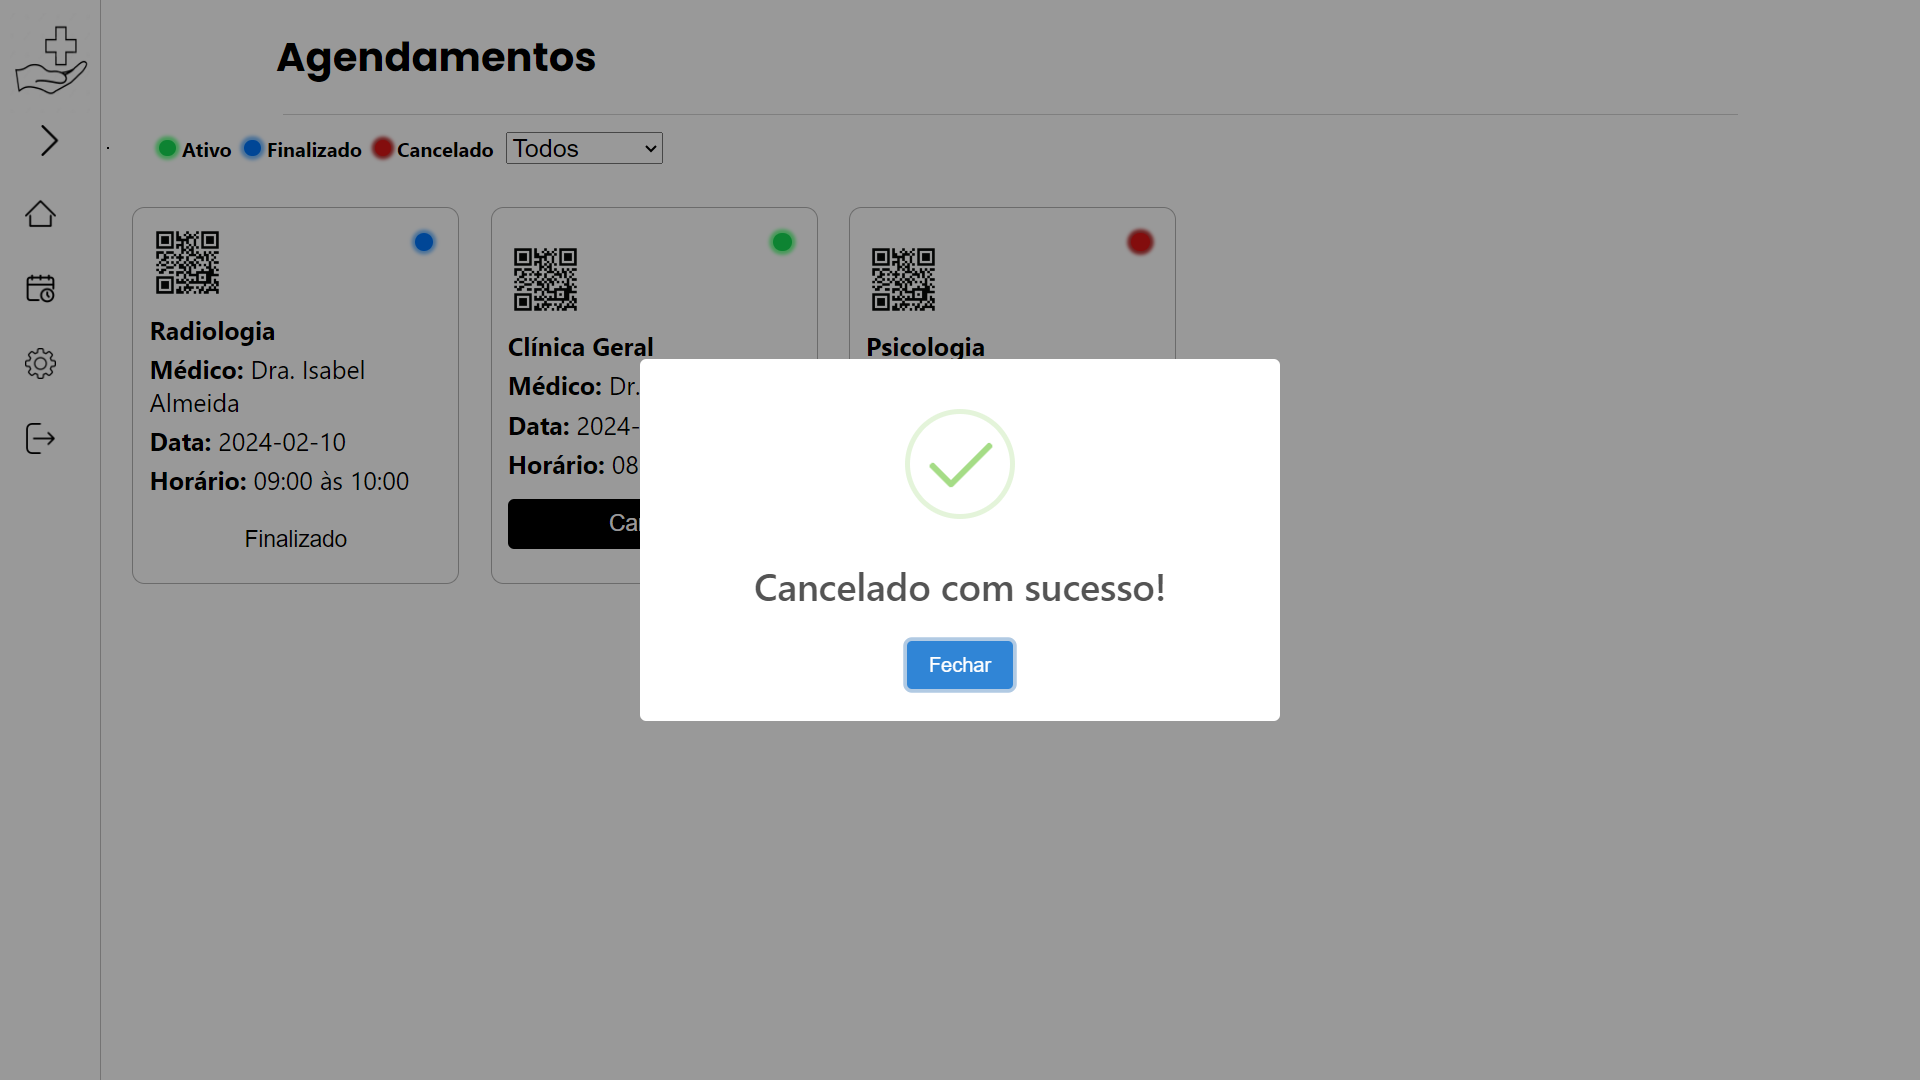 Agendamentos
Ativo Finalizado Cancelado Todos
Radiologia
Médico: Dra. Isabel
Almeida
Data: 2024-02-10
Horário: 09:00 às 10:00
Finalizado
Clínica Geral
Médico: Dr.
Data: 2024-
Horário: 08
Psicologia
Cancelado com sucesso!
Fechar